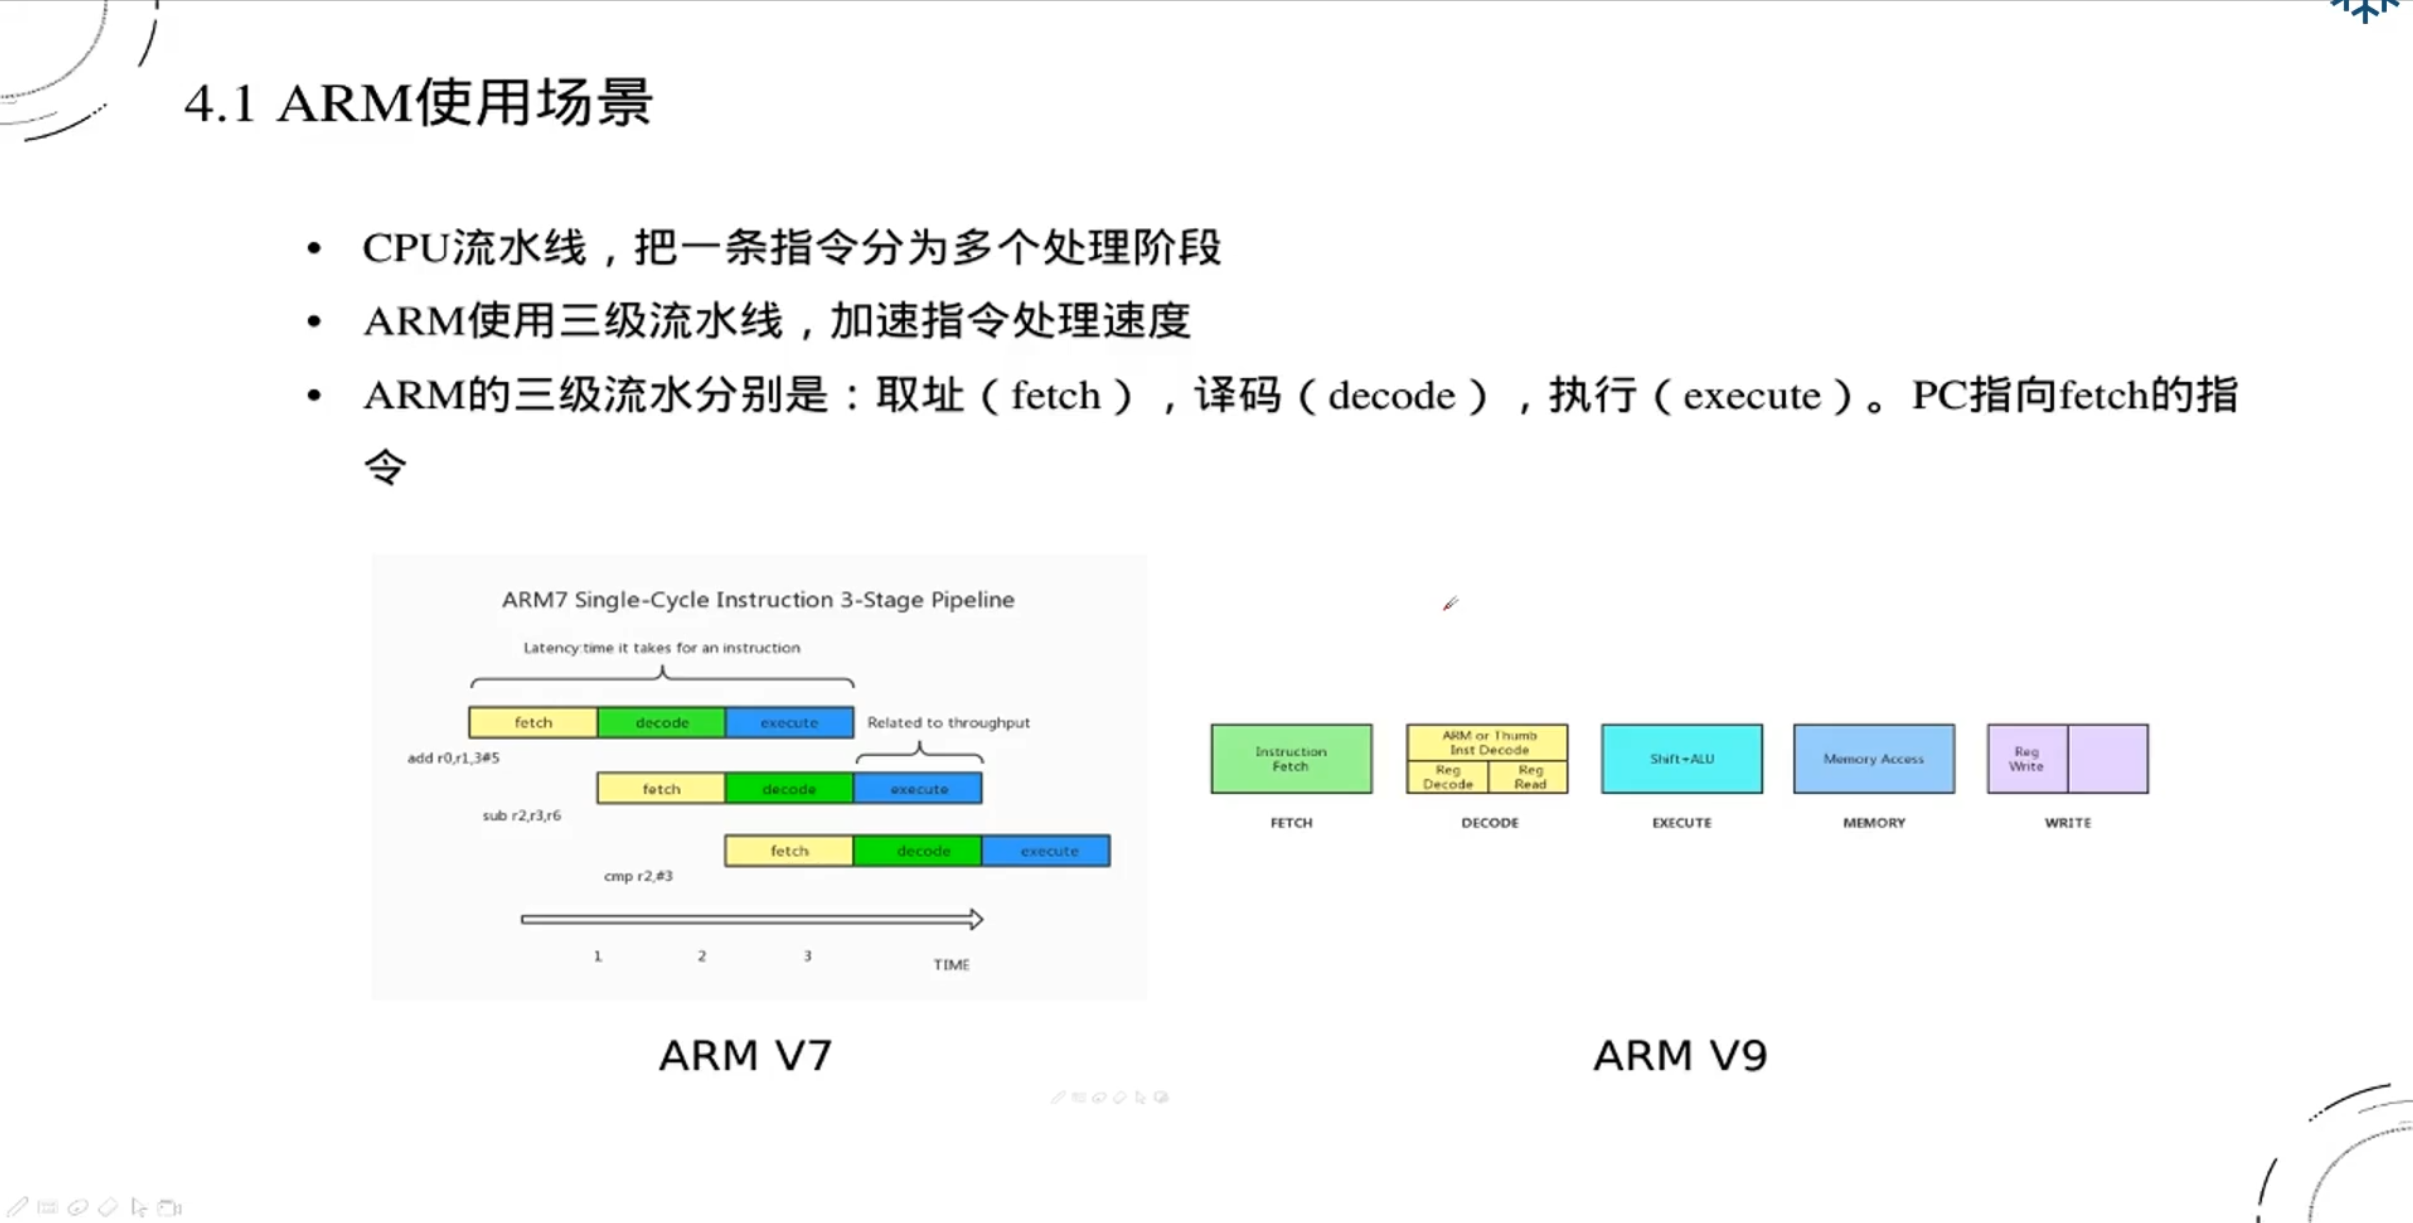 4.1 ARM使用场景
• CPU流水线，把一条指令分为多个处理阶段
• ARM使用三级流水线，加速指令处理速度
• ARM的三级流水分别是：取址（fetch），译码（decode），执行（execute）。PC指向fetch的指
令
ARM7 Single-Cycle Instruction 3-Stage Pipeline
Latency:time it takes for an instruction
fetch decode execute
Related to throughput
add r0,r1,3#5
fetch decode execute
sub r2,r3,r6
fetch decode execute
cmp r2,#3
1 2 3 TIME
ARM V7
Instruction
Fetch
FETCH
ARM or Thumb
Inst Decode
Reg
Decode
Reg
Read
DECODE
Shift+ALU
EXECUTE
Memory Access
MEMORY
Reg
Write
WRITE
ARM V9